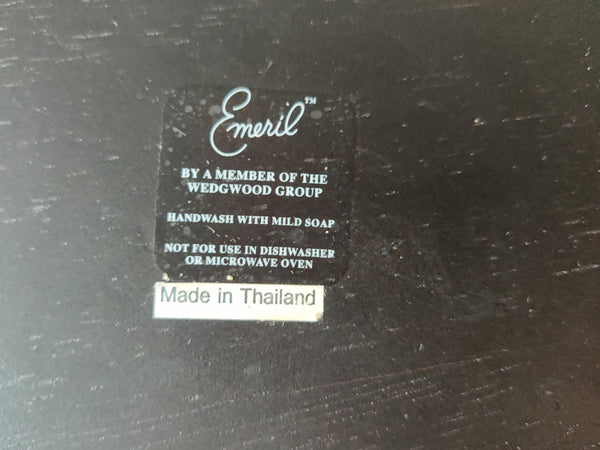 Emeril™
BY A MEMBER OF THE
WEDGWOOD GROUP
HANDWASH WITH MILD SOAP
NOT FOR USE IN DISHWASHER
OR MICROWAVE OVEN
Made in Thailand